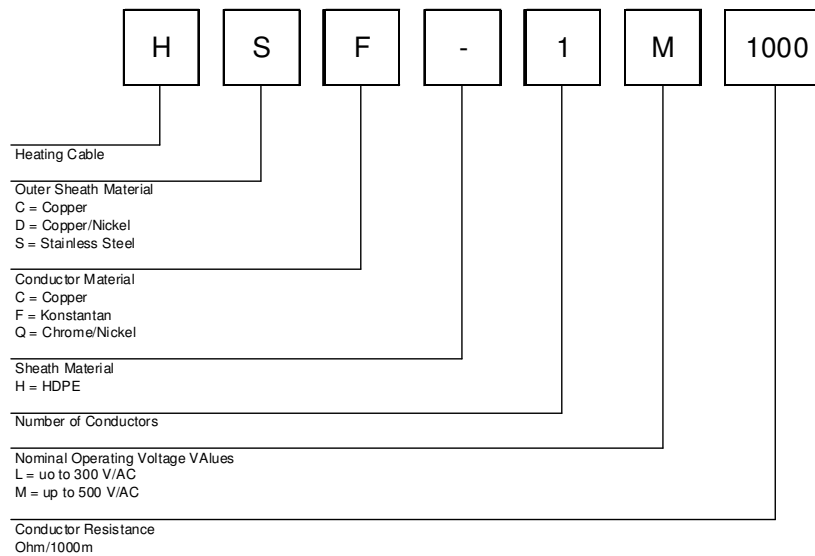 H S F - 1 M 1000
Heating Cable
Outer Sheath Material
C = Copper
D = Copper/Nickel
S = Stainless Steel
Conductor Material
C = Copper
F = Konstantan
Q = Chrome/Nickel
Sheath Material
H = HDPE
Number of Conductors
Nominal Operating Voltage VAlues
L = uo to 300 V/AC
M = up to 500 V/AC
Conductor Resistance
Ohm/1000m